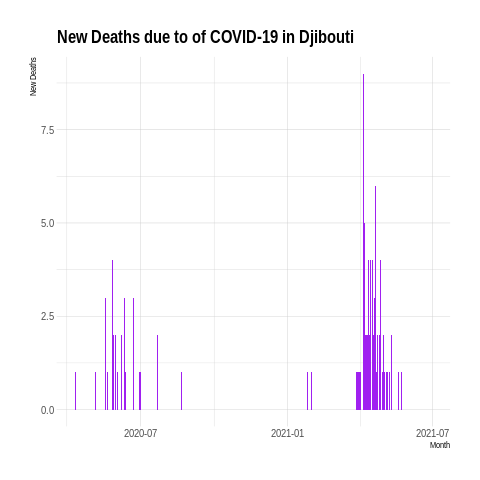 New Deaths due to of COVID-19 in Djibouti
New Deaths
7.5
5.0
2.5
0.0
2020-07
2021-01
2021-07
Month